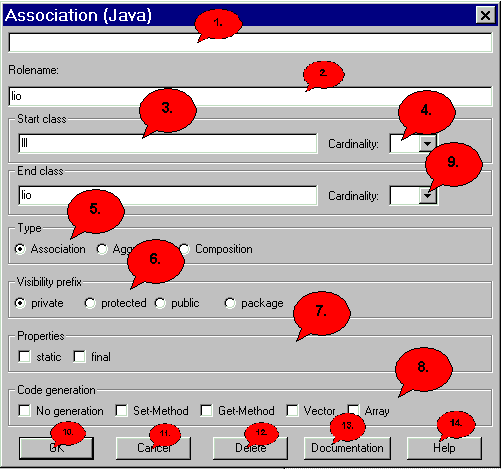 Association (Java)
1.
Rolename:
2.
lio
3.
4.
Start class
lll
Cardinality:
9.
End class
lio
Cardinality:
5.
Type
Association
Composition
6.
Visibility prefix
private
protected
public
package
7.
Properties
static
final
8.
Code generation
No generation
Set-Method
Get-Method
Vector
Array
10.
11.
12.
13.
14.
OK
Cancel
Delete
Documentation
Help